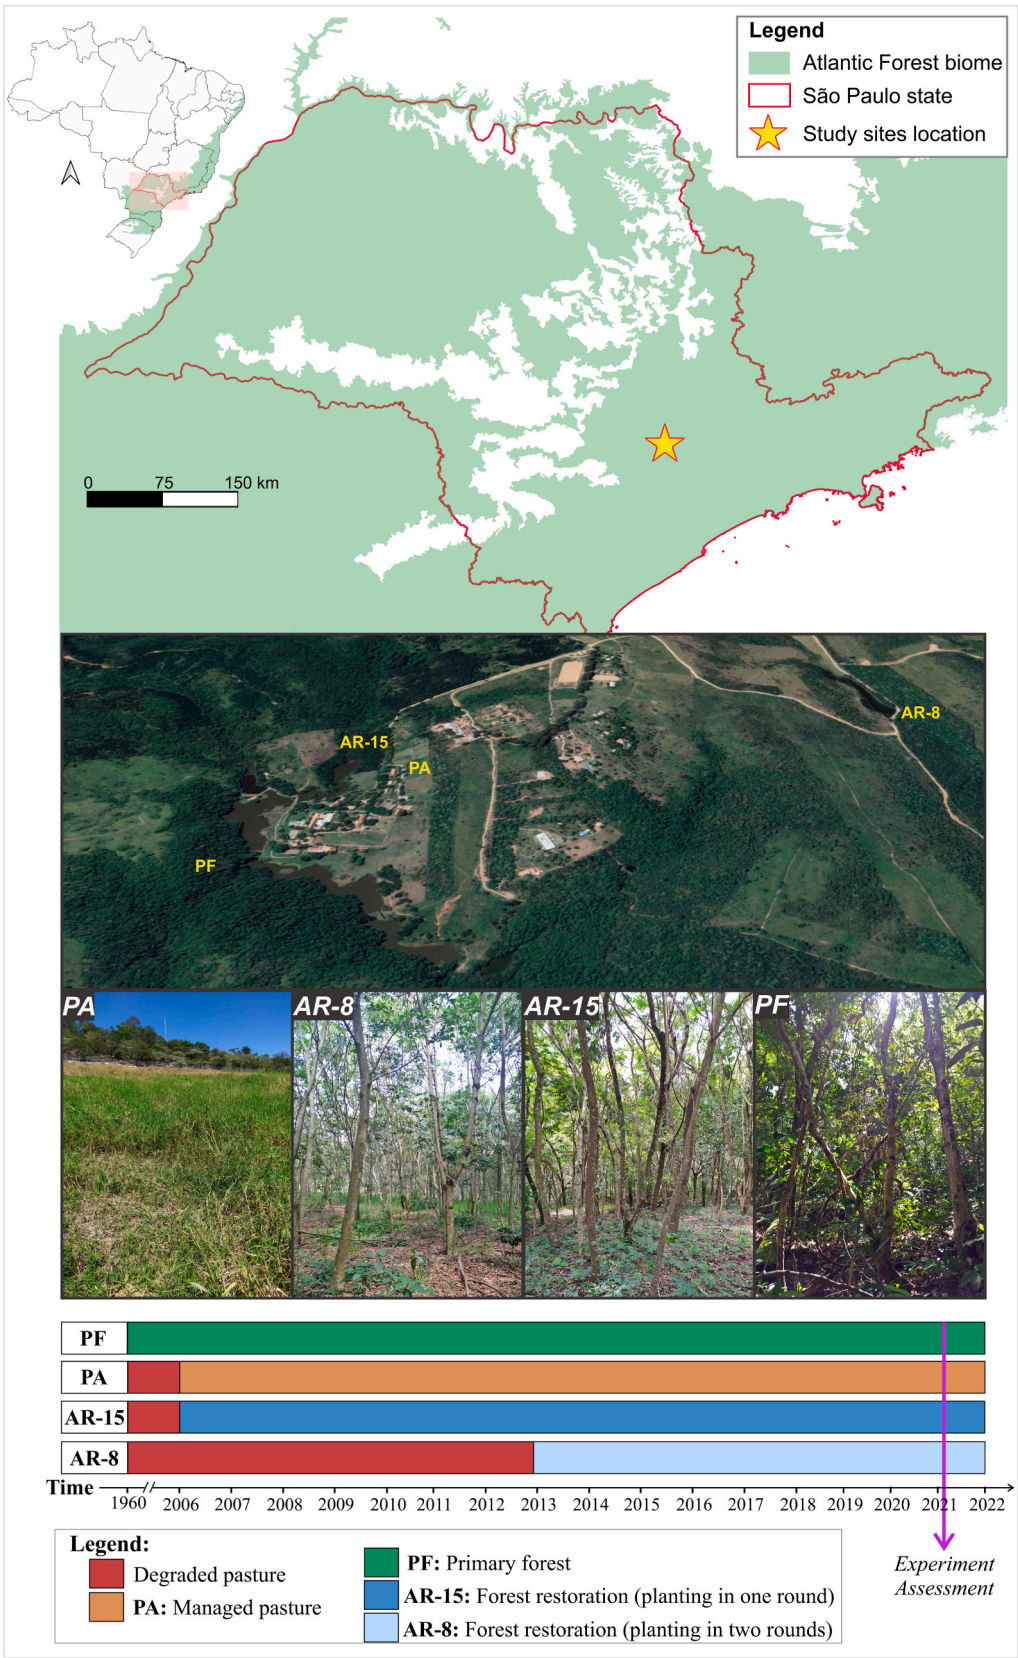 Legend
Atlantic Forest biome
São Paulo state
Study sites location
0 75 150 km
AR-8
AR-15
PA
PF
PA
AR-8
AR-15
PF
PF
PA
AR-15
AR-8
Time
1960 2006 2007 2008 2009 2010 2011 2012 2013 2014 2015 2016 2017 2018 2019 2020 2021 2022
Experiment
Assessment
Legend:
Degraded pasture
PA: Managed pasture
PF: Primary forest
AR-15: Forest restoration (planting in one round)
AR-8: Forest restoration (planting in two rounds)